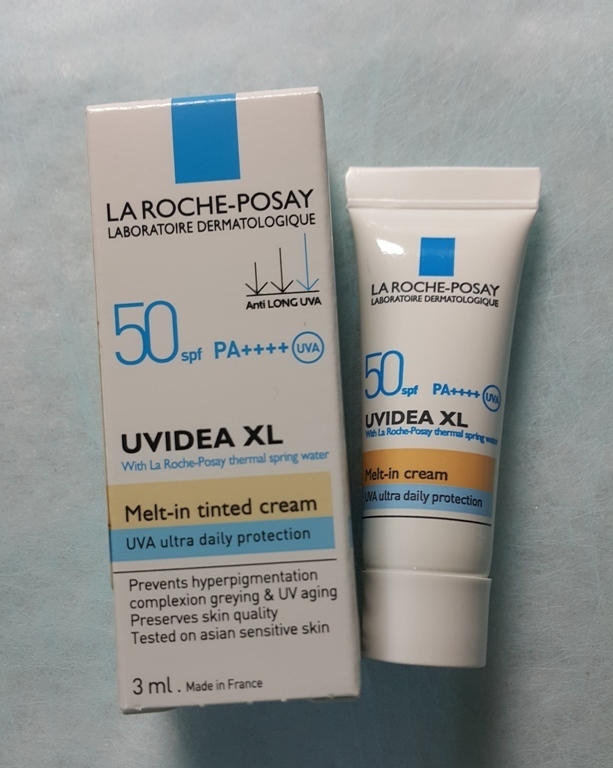 LA ROCHE-POSAY
LABORATOIRE DERMATOLOGIQUE
Anti LONG UVA
50 spf PA++++ UVA
UVIDEA XL
With La Roche-Posay thermal spring water
Melt-in tinted cream
UVA ultra daily protection
Prevents hyperpigmentation
complexion greying & UV aging
Preserves skin quality
Tested on asian sensitive skin
3 ml . Made in France
LA ROCHE-POSAY
LABORATOIRE DERMATOLOGIQUE
50 spf PA++++ UVA
UVIDEA XL
With La Roche-Posay thermal spring water
Melt-in cream
UVA ultra daily protection